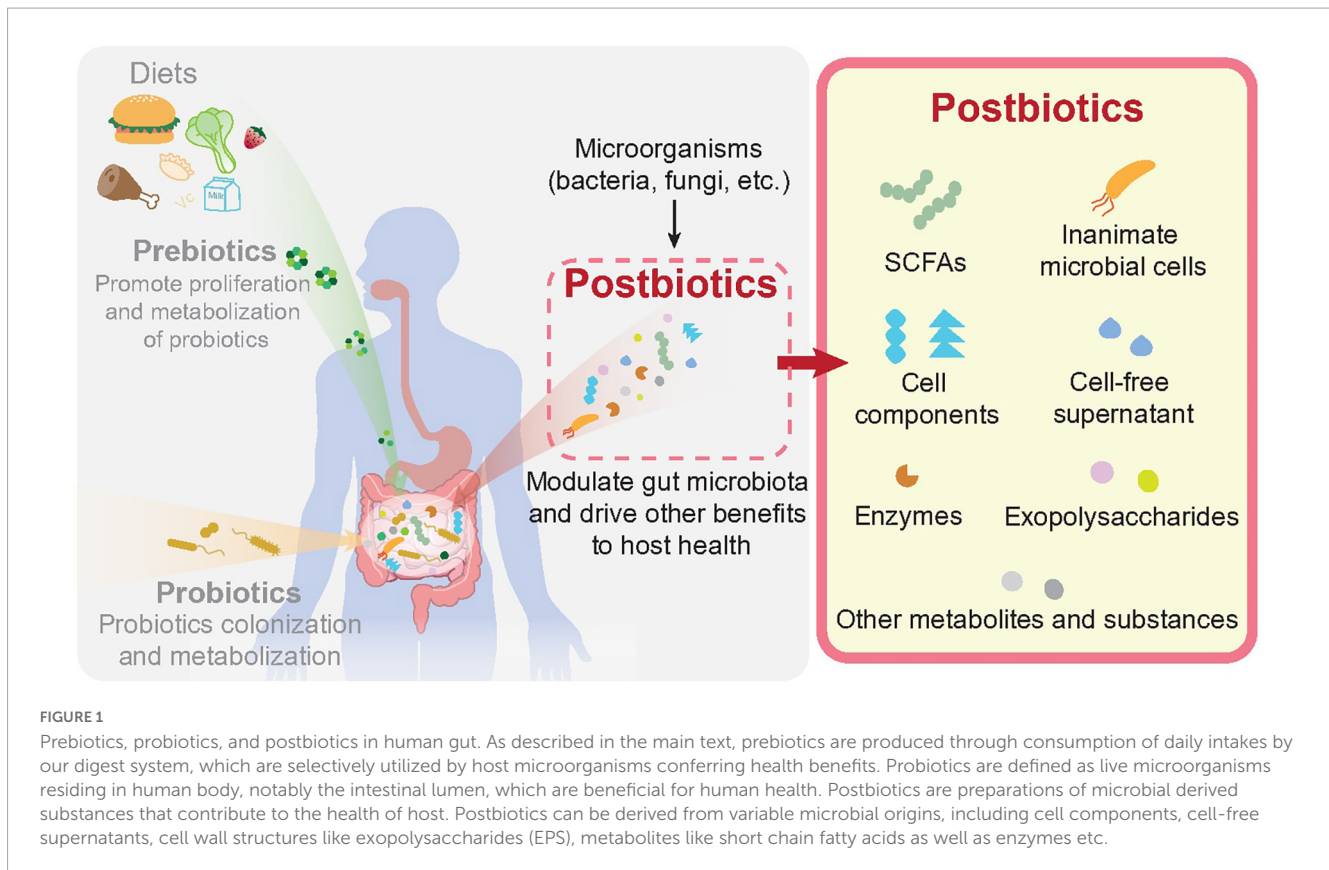 Diets
Milk
Vc
Prebiotics
Promote proliferation
and metabolization
of probiotics
Probiotics
Probiotics colonization
and metabolization
Microorganisms
(bacteria, fungi, etc.)
Postbiotics
Modulate gut microbiota
and drive other benefits
to host health
Postbiotics
SCFAs
Inanimate
microbial cells
Cell
components
Cell-free
supernatant
Enzymes
Exopolysaccharides
Other metabolites and substances
FIGURE 1
Prebiotics, probiotics, and postbiotics in human gut. As described in the main text, prebiotics are produced through consumption of daily intakes by
our digest system, which are selectively utilized by host microorganisms conferring health benefits. Probiotics are defined as live microorganisms
residing in human body, notably the intestinal lumen, which are beneficial for human health. Postbiotics are preparations of microbial derived
substances that contribute to the health of host. Postbiotics can be derived from variable microbial origins, including cell components, cell-free
supernatants, cell wall structures like exopolysaccharides (EPS), metabolites like short chain fatty acids as well as enzymes etc.